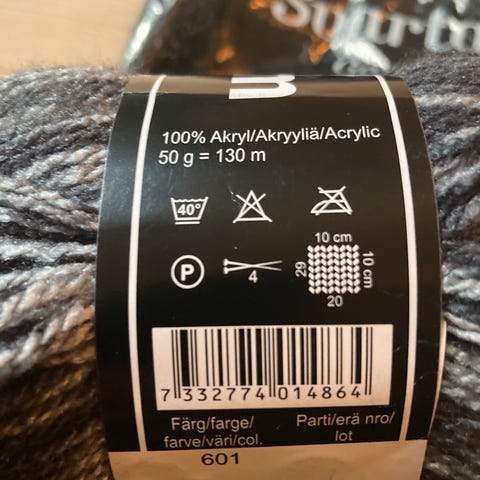 100% Akryl/Akryyliä/Acrylic
50 g = 130 m
40°
10 cm
P
4
29
10 cm
20
7 332774 014864
Färg/farge/
farve/väri/col.
601
Parti/erä nro/
lot